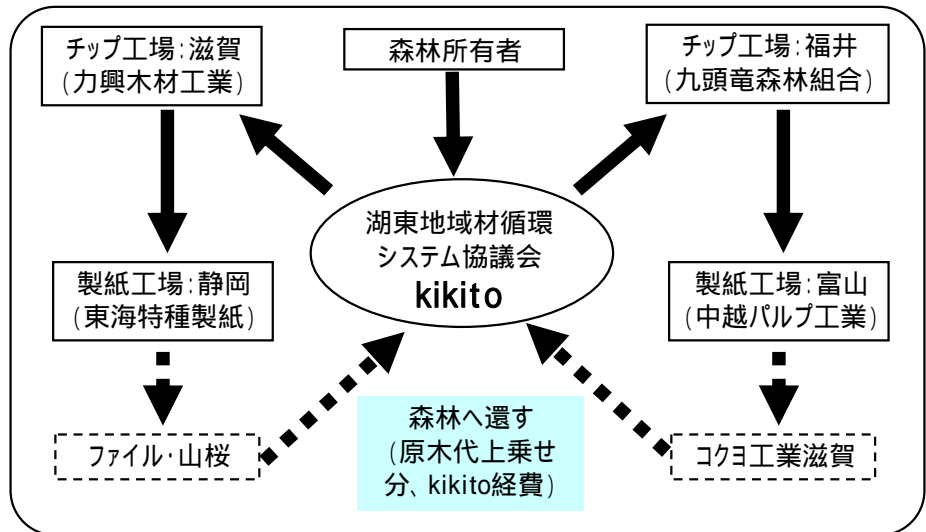 チップ工場:滋賀
(力興木材工業)
森林所有者
チップ工場:福井
(九頭竜森林組合)
湖東地域材循環
システム協議会
kikito
製紙工場:静岡
(東海特種製紙)
製紙工場:富山
(中越パルプ工業)
ファイル・山桜
森林へ還す
(原木代上乗せ
分、kikito経費)
コクヨ工業滋賀